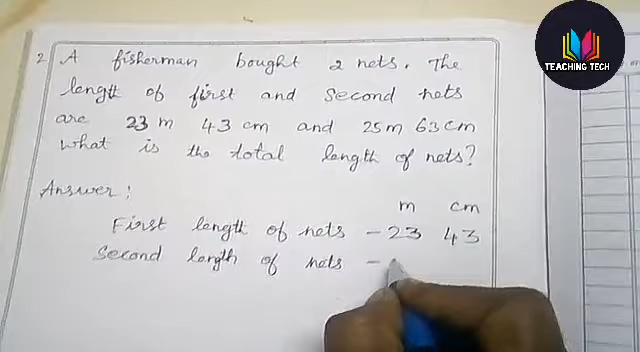 2 A fisherman bought 2 nets. The
length of first and second nets
are 23 m 43 cm and 25 m 63 cm
what is the total length of nets?
Answer:
m cm
First length of nets - 23 43
Second length of nets -
TEACHING TECH